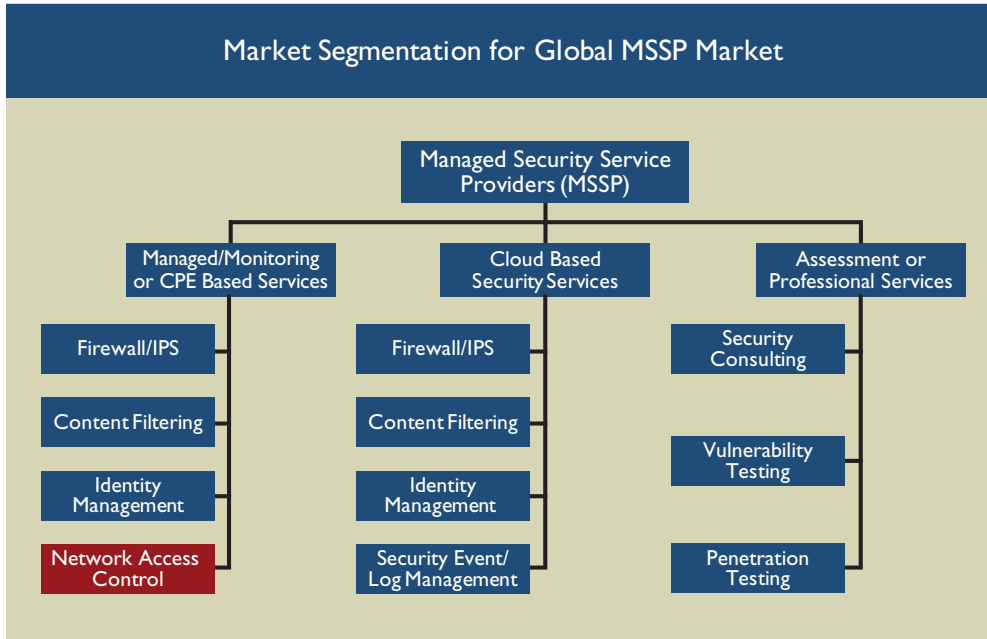 Market Segmentation for Global MSSP Market
Managed Security Service
Providers (MSSP)
Managed/Monitoring
or CPE Based Services
Cloud Based
Security Services
Assessment or
Professional Services
Firewall/IPS
Content Filtering
Identity
Management
Network Access
Control
Firewall/IPS
Content Filtering
Identity
Management
Security Event/
Log Management
Security
Consulting
Vulnerability
Testing
Penetration
Testing